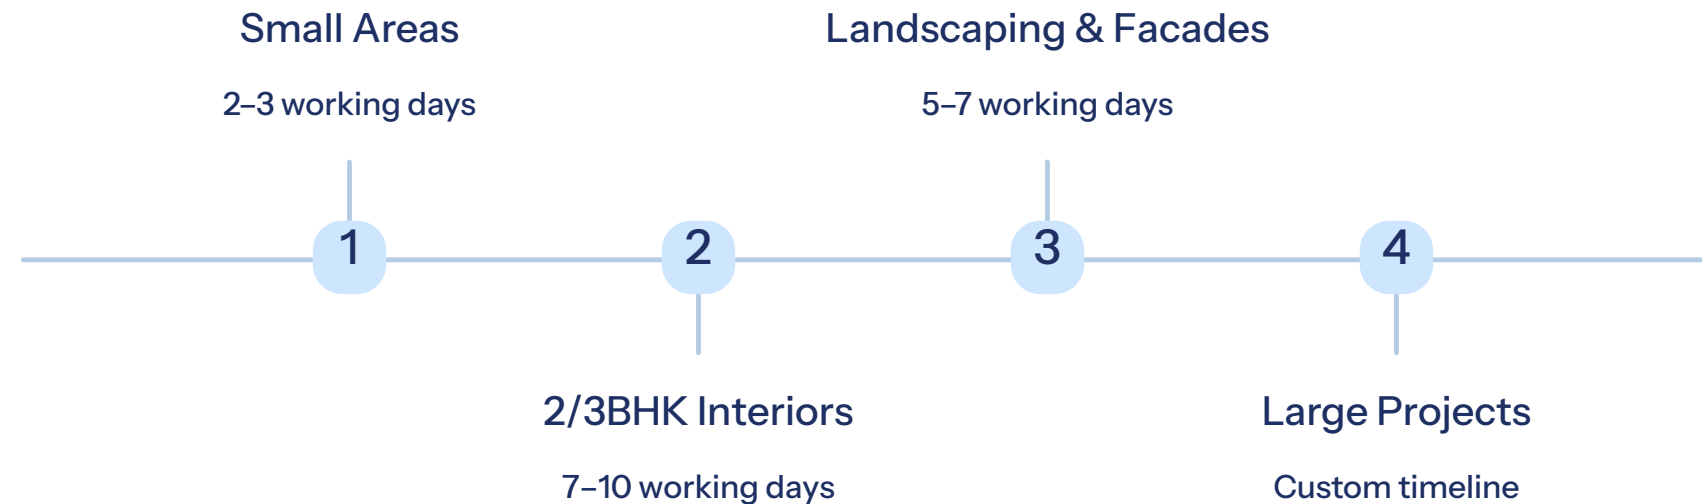 Small Areas
2–3 working days
Landscaping & Facades
5–7 working days
1
2
3
4
2/3BHK Interiors
7–10 working days
Large Projects
Custom timeline